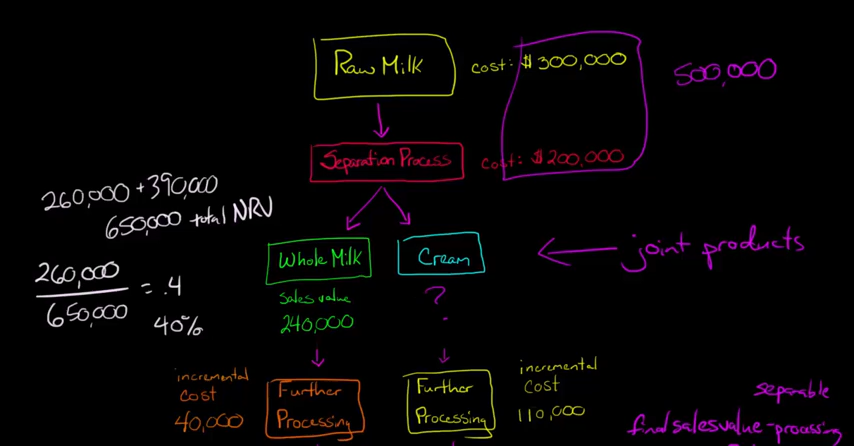 Raw Milk
cost: $300,000
500,000
Separation Process
cost: $200,000
260,000 + 390,000
650,000 total NRV
Whole Milk
Cream
joint products
260,000
650,000
= .4
40%
sales value
240,000
?
incremental
cost
40,000
Further
Processing
Further
Processing
incremental
cost
110,000
separable
final sales value - processing